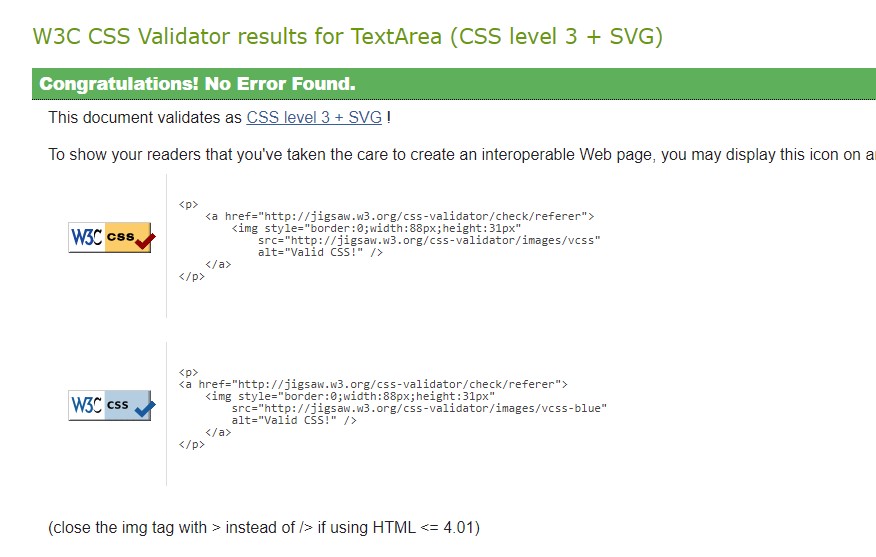 W3C CSS Validator results for TextArea (CSS level 3 + SVG)
Congratulations! No Error Found.
This document validates as CSS level 3 + SVG !
To show your readers that you've taken the care to create an interoperable Web page, you may display this icon on a
<p>
<a href="http://jigsaw.w3.org/css-validator/check/referer">
<img style="border:0;width:88px;height:31px"
src="http://jigsaw.w3.org/css-validator/images/vcss"
alt="Valid CSS!" />
</a>
</p>
W3C css
<p>
<a href="http://jigsaw.w3.org/css-validator/check/referer">
<img style="border:0;width:88px;height:31px"
src="http://jigsaw.w3.org/css-validator/images/vcss-blue"
alt="Valid CSS!" />
</a>
</p>
W3C css
(close the img tag with > instead of /> if using HTML <= 4.01)